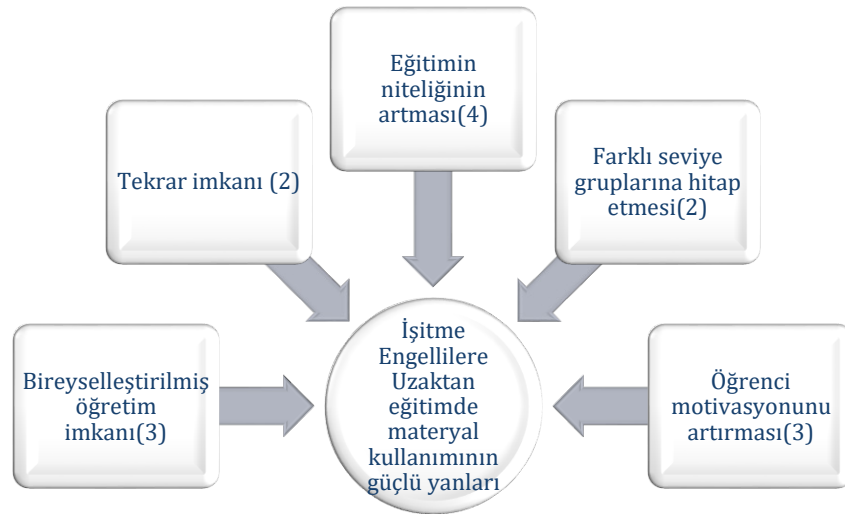 Eğitimin
niteliğinin
artması(4)
Tekrar imkanı (2)
Farklı seviye
gruplarına hitap
etmesi(2)
Bireyselleştirilmiş
öğretim
imkanı(3)
İşitme
Engellilere
Uzaktan
eğitimde
materyal
kullanımının
güçlü yanları
Öğrenci
motivasyonunu
artırması(3)